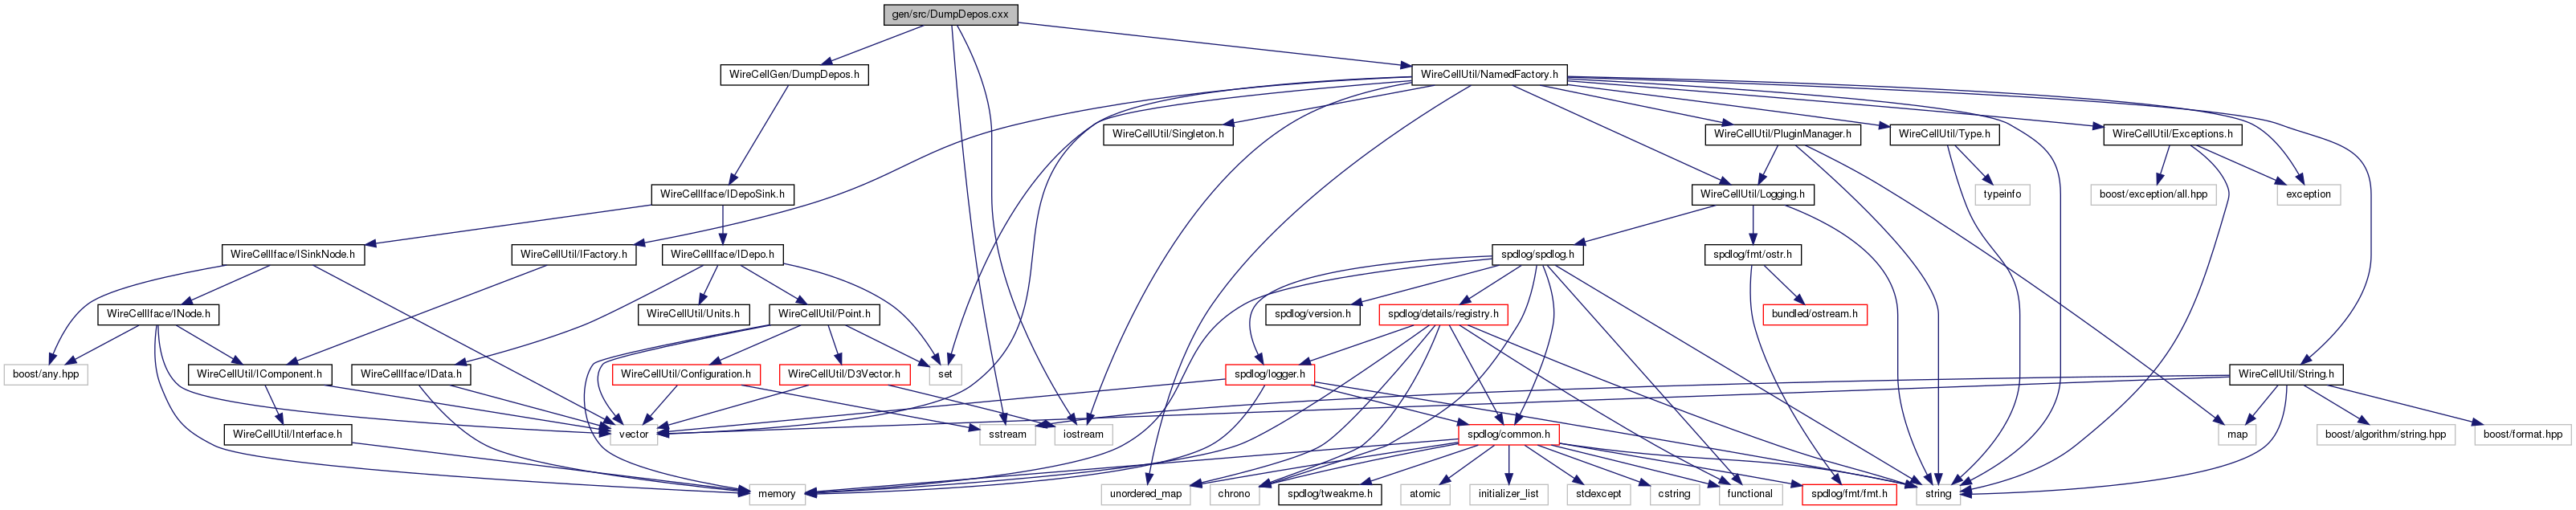 gen/src/DumpDepos.cxx
WireCellGen/DumpDepos.h
WireCellUtil/NamedFactory.h
WireCellUtil/Singleton.h
WireCellUtil/PluginManager.h
WireCellUtil/Type.h
WireCellUtil/Exceptions.h
WireCellIface/IDepoSink.h
WireCellUtil/Logging.h
typeinfo
boost/exception/all.hpp
exception
WireCellIface/ISinkNode.h
WireCellUtil/IFactory.h
WireCellIface/IDepo.h
spdlog/spdlog.h
spdlog/fmt/ostr.h
WireCellIface/INode.h
WireCellUtil/Units.h
WireCellUtil/Point.h
spdlog/version.h
spdlog/details/registry.h
bundled/ostream.h
boost/any.hpp
WireCellUtil/IComponent.h
WireCellIface/IData.h
WireCellUtil/Configuration.h
WireCellUtil/D3Vector.h
set
spdlog/logger.h
WireCellUtil/String.h
WireCellUtil/Interface.h
vector
sstream
iostream
spdlog/common.h
map
boost/algorithm/string.hpp
boost/format.hpp
memory
unordered_map
chrono
spdlog/tweakme.h
atomic
initializer_list
stdexcept
cstring
functional
spdlog/fmt/fmt.h
string